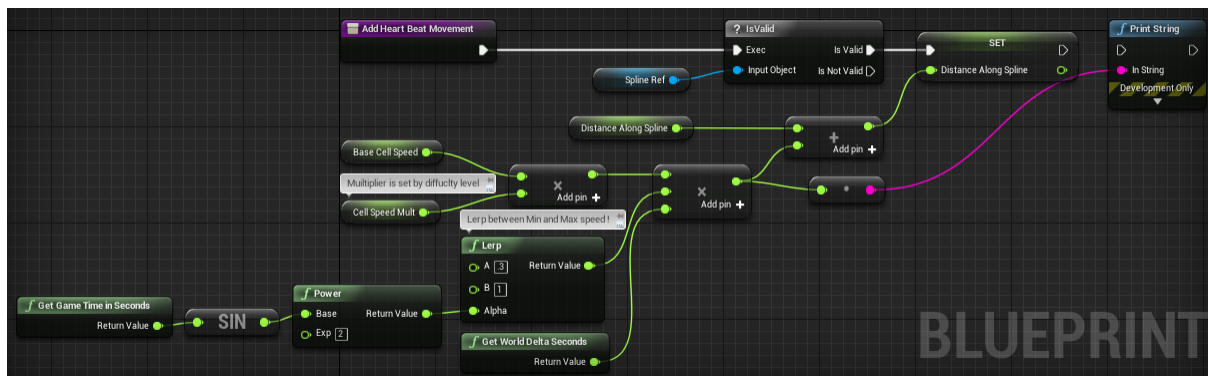 Add Heart Beat Movement
? IsValid
Exec
Is Valid
Input Object
Is Not Valid
SET
Distance Along Spline
f Print String
In String
Development Only
Spline Ref
Distance Along Spline
+
Add pin +
Base Cell Speed
Muiltiplier is set by diffuclty level
Cell Speed Mult
×
Add pin +
×
Add pin +
Lerp between Min and Max speed !
f Lerp
A .3
Return Value
B 1
Alpha
f Get Game Time in Seconds
Return Value
SIN
f Power
Base
Return Value
Exp 2
f Get World Delta Seconds
Return Value
BLUEPRINT